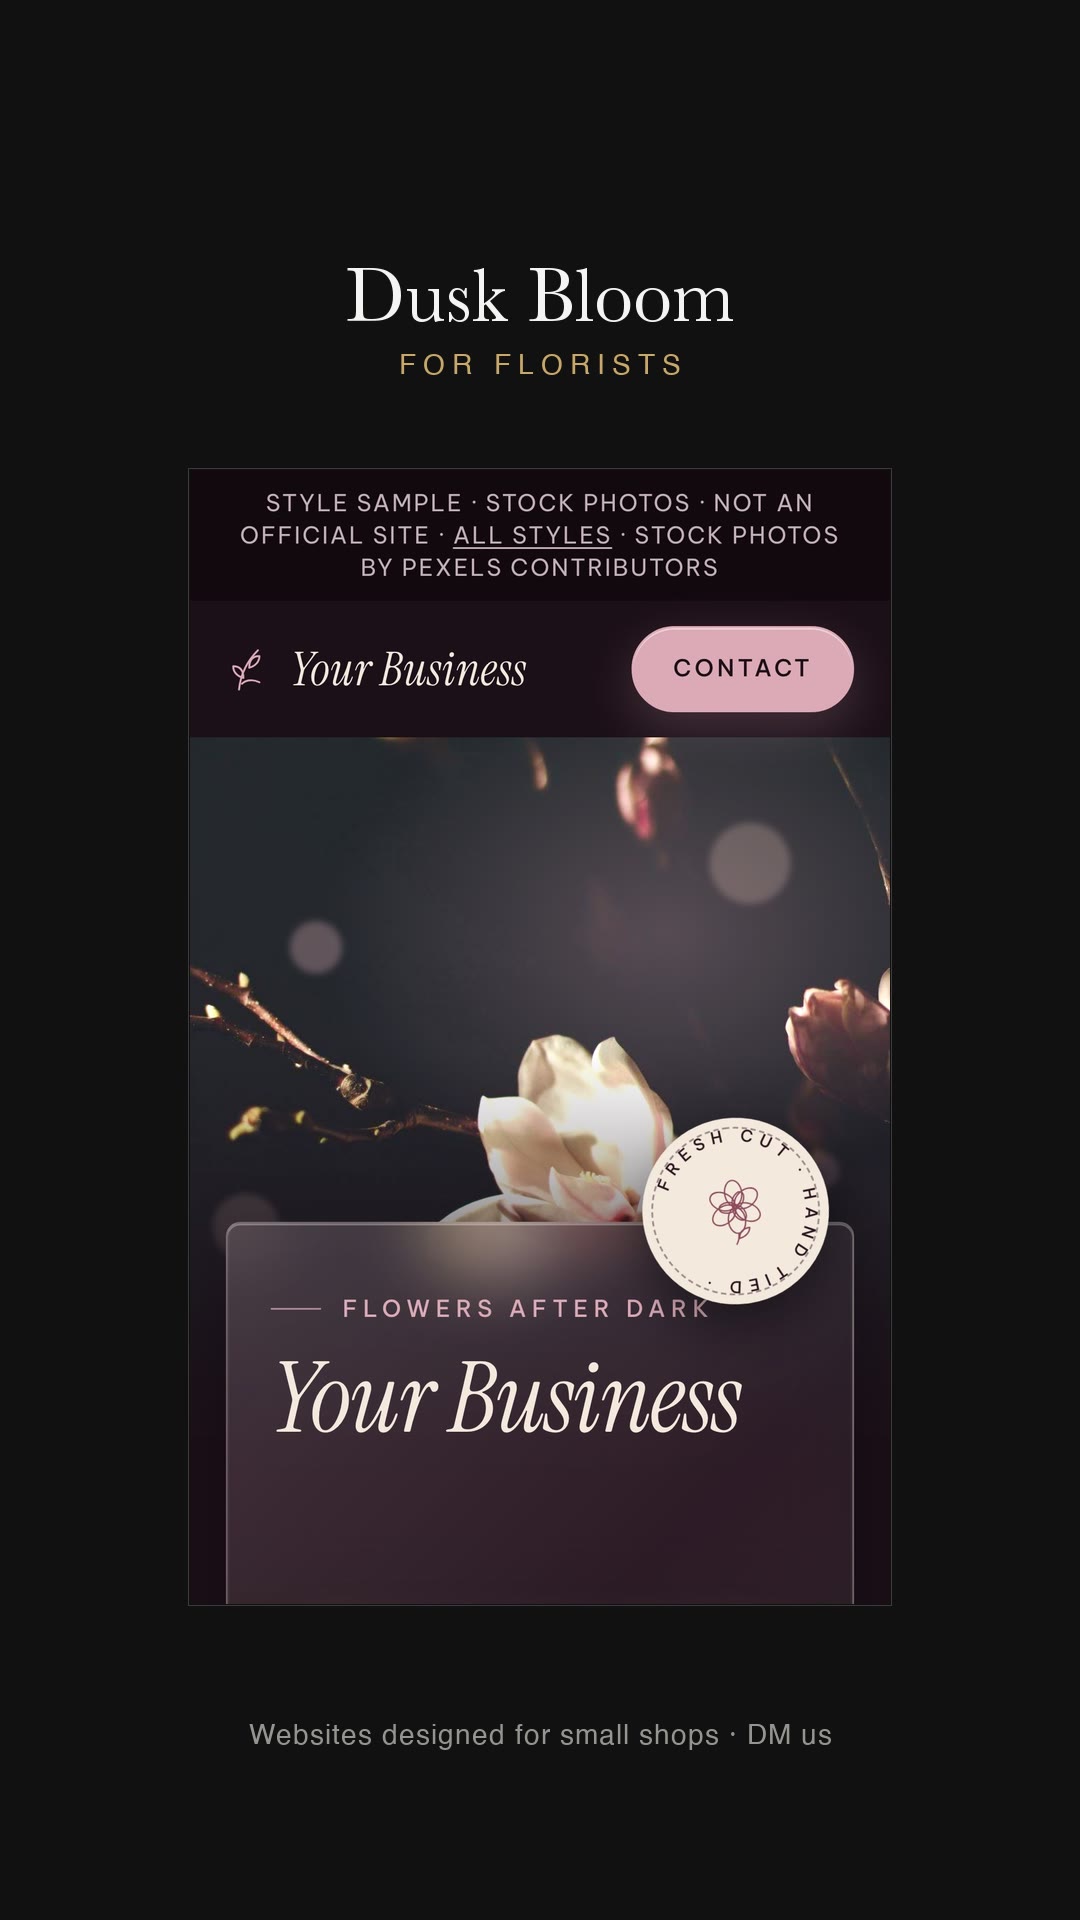 Dusk Bloom
FOR FLORISTS
STYLE SAMPLE · STOCK PHOTOS · NOT AN
OFFICIAL SITE · ALL STYLES · STOCK PHOTOS
BY PEXELS CONTRIBUTORS
Your Business
CONTACT
FRESH CUT · HAND TIED ·
FLOWERS AFTER DARK
Your Business
Websites designed for small shops · DM us